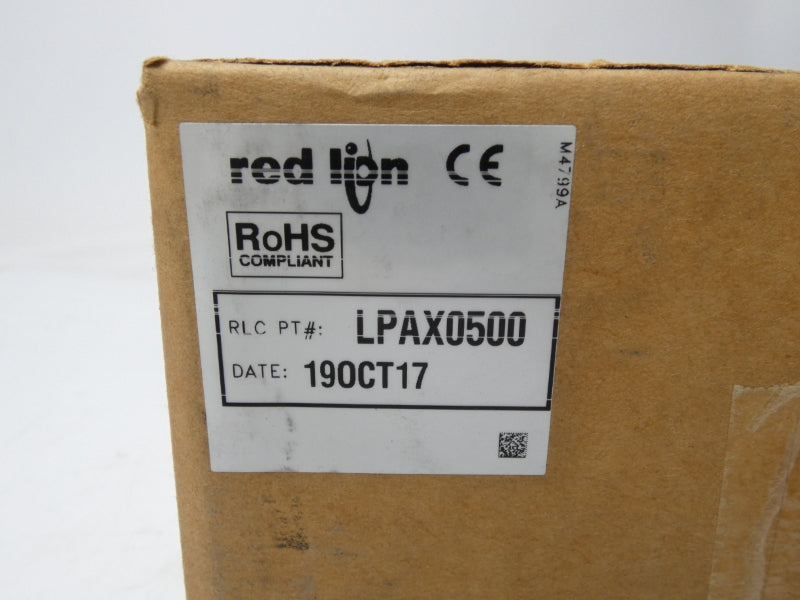 red lion CE
M4799A
RoHS
COMPLIANT
RLC PT#: LPAX0500
DATE: 19OCT17